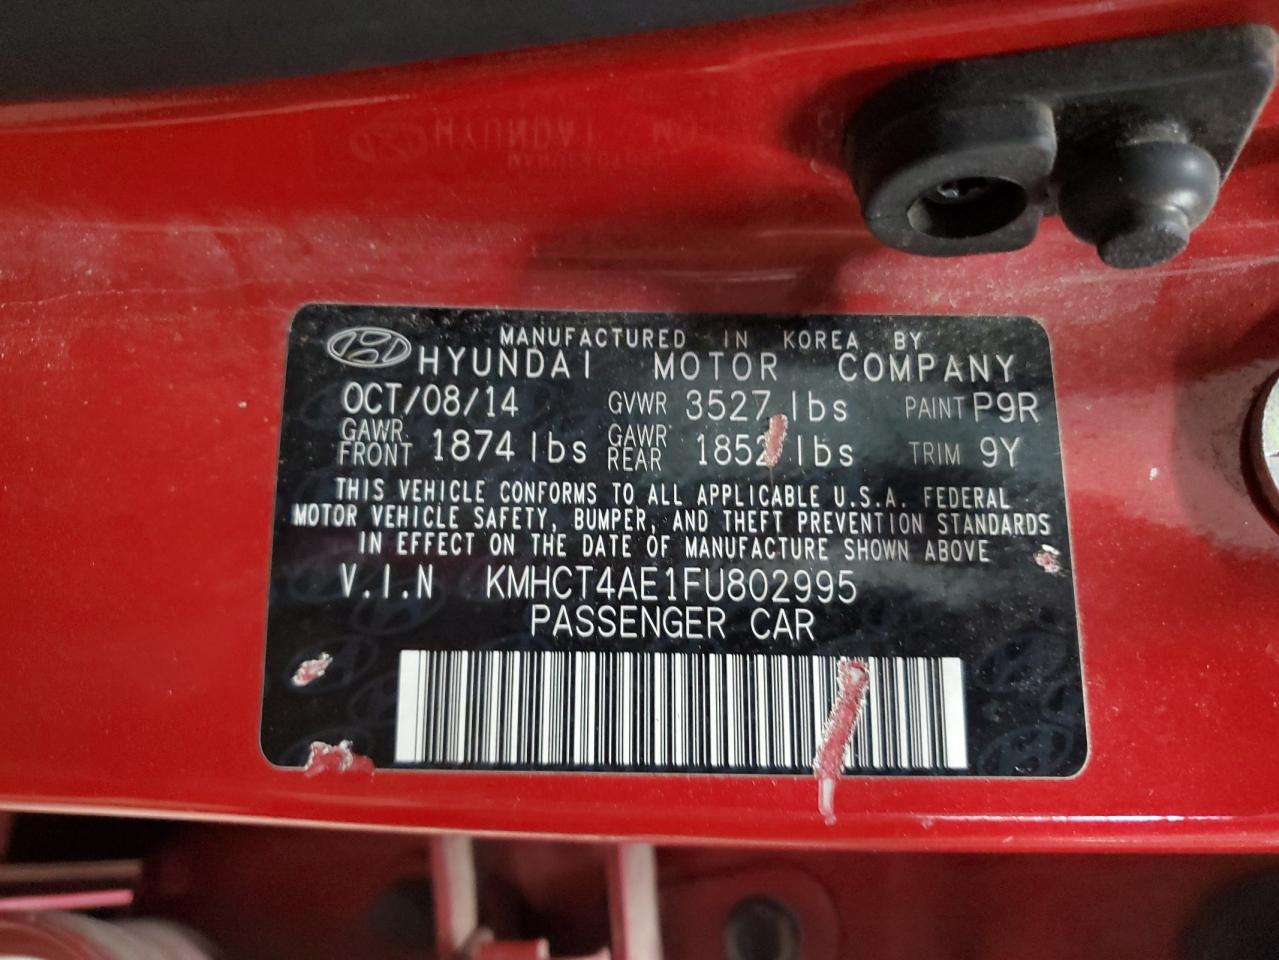 MANUFACTURED IN KOREA BY
HYUNDAI MOTOR COMPANY
OCT/08/14 GVWR 3527 lbs PAINT P9R
GAWR FRONT 1874 lbs GAWR REAR lbs TRIM 9Y
THIS VEHICLE CONFORMS TO ALL APPLICABLE U.S.A. FEDERAL
MOTOR VEHICLE SAFETY, BUMPER, AND THEFT PREVENTION STANDARDS
IN EFFECT ON THE DATE OF MANUFACTURE SHOWN ABOVE
V.I.N KMHCT4AE1FU802995
PASSENGER CAR